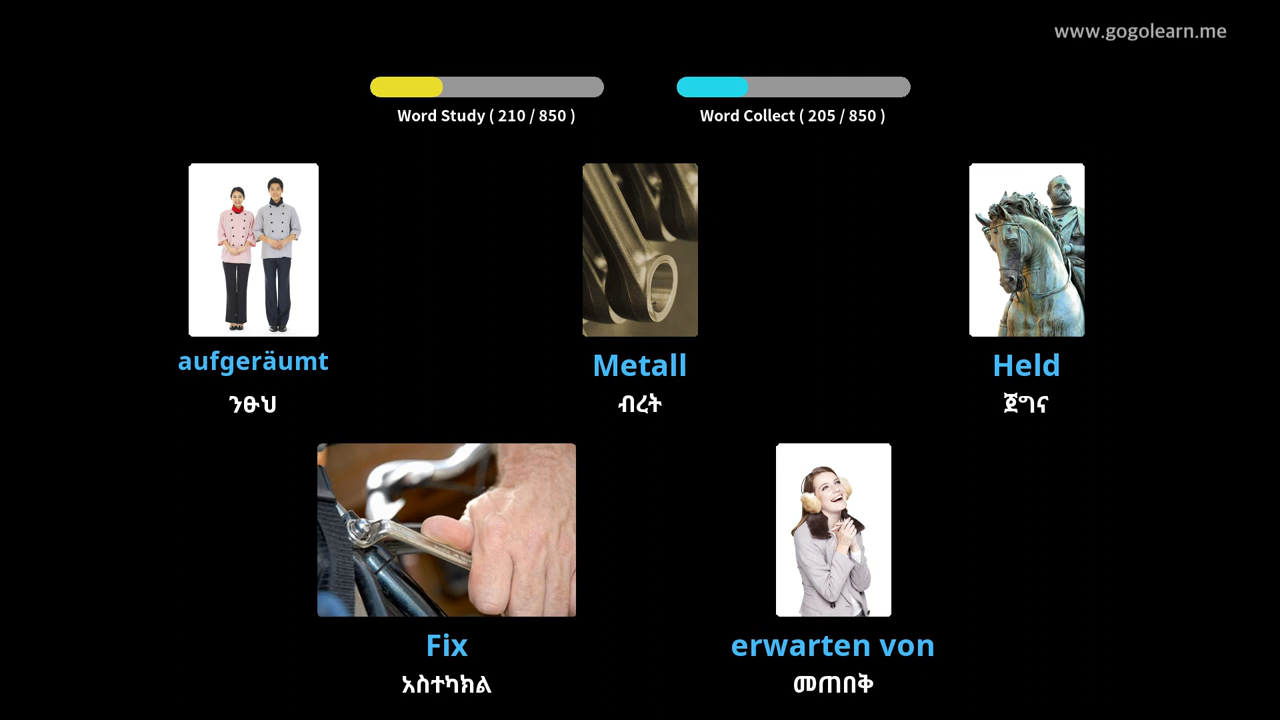 www.gogolearn.me
Word Study ( 210 / 850 )
Word Collect ( 205 / 850 )
aufgeräumt
ንፁህ
Metall
ብረት
Held
ጀግና
Fix
አስተካክል
erwarten von
መጠበቅ